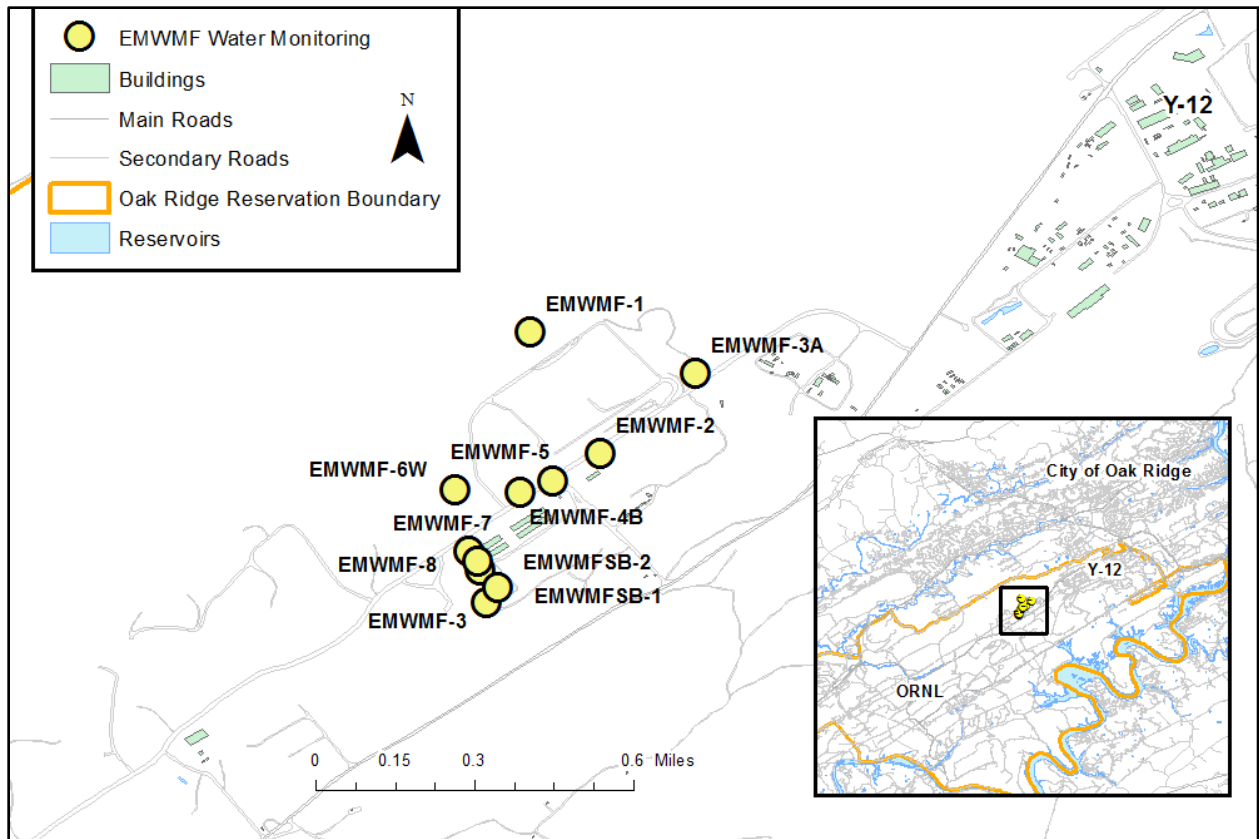 EMWMF Water Monitoring
Buildings
Main Roads
Secondary Roads
Oak Ridge Reservation Boundary
Reservoirs
N
Y-12
EMWMF-1
EMWMF-3A
EMWMF-2
EMWMF-5
EMWMF-6W
EMWMF-4B
EMWMF-7
EMWMF-8
EMWMFSB-2
EMWMFSB-1
EMWMF-3
0 0.15 0.3 0.6 Miles
City of Oak Ridge
Y-12
ORNL